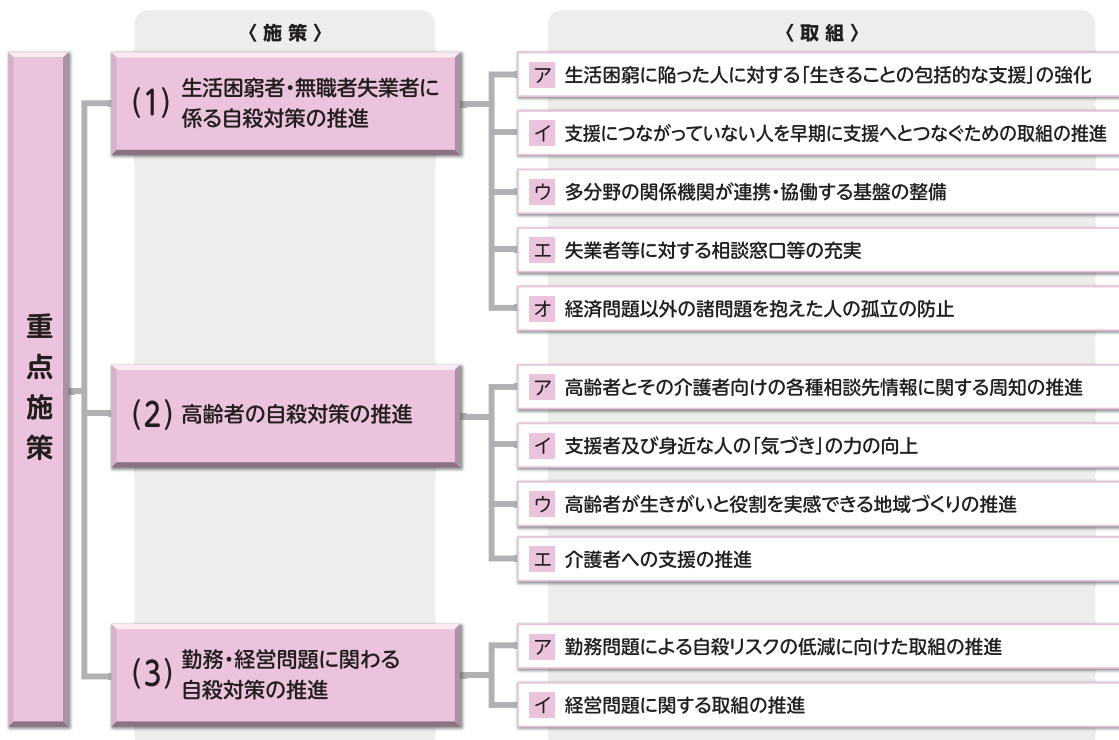 〈施策〉
〈取組〉
重点施策
(1) 生活困窮者・無職者失業者に
係る自殺対策の推進
ア 生活困窮に陥った人に対する「生きることの包括的な支援」の強化
イ 支援につながっていない人を早期に支援へとつなぐための取組の推進
ウ 多分野の関係機関が連携・協働する基盤の整備
エ 失業者等に対する相談窓口等の充実
オ 経済問題以外の諸問題を抱えた人の孤立の防止
(2) 高齢者の自殺対策の推進
ア 高齢者とその介護者向けの各種相談先情報に関する周知の推進
イ 支援者及び身近な人の「気づき」の力の向上
ウ 高齢者が生きがいと役割を実感できる地域づくりの推進
エ 介護者への支援の推進
(3) 勤務・経営問題に関わる
自殺対策の推進
ア 勤務問題による自殺リスクの低減に向けた取組の推進
イ 経営問題に関する取組の推進